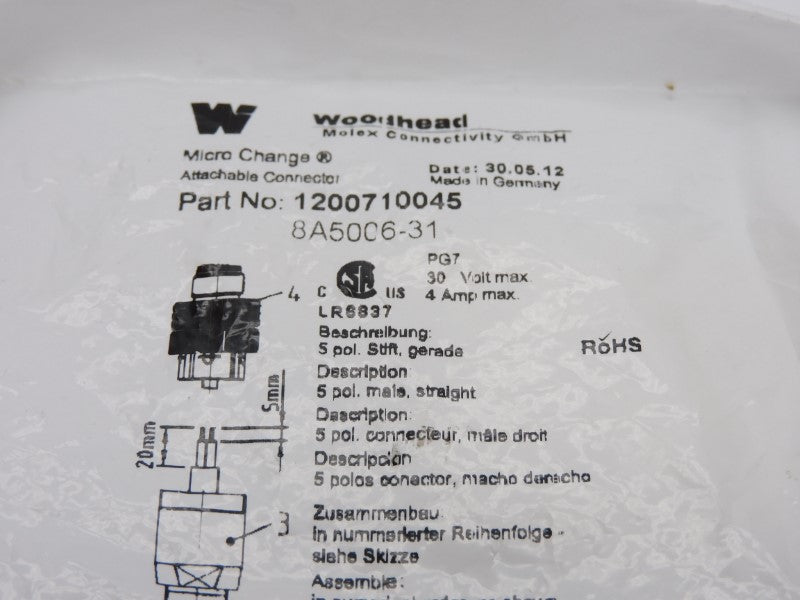 W
Woodhead
Molex Connectivity GmbH
Micro Change ®
Attachable Connector
Date: 30.05.12
Made in Germany
Part No: 1200710045
8A5006-31
PG7
30 Volt max.
4 Amp max.
4
C SA US
LR6837
Beschreibung:
5 pol. Stift, gerade
RoHS
Description
5 pol. male, straight
5mm
Description:
5 pol. connecteur, mâle droit
20mm
Descripcion
5 polos conector, macho derecho
Zusammenbau:
in nummerierter Reihenfolge -
siehe Skizze
3
Assemble: